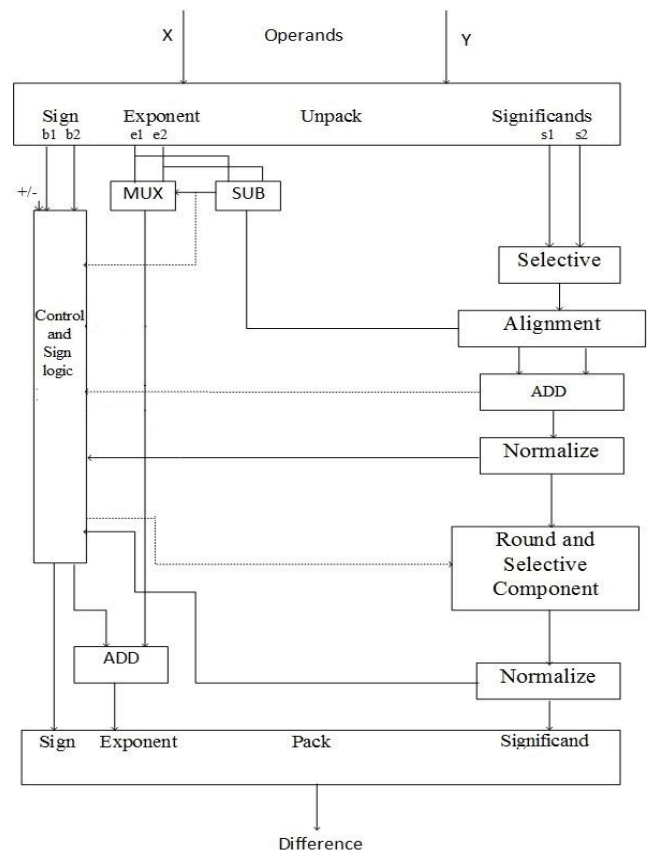 X
Operands
Y
Sign
Exponent
Unpack
Significands
b1 b2
e1 e2
s1 s2
+/-
MUX
SUB
Selective
Control
and
Sign
logic
Alignment
ADD
Normalize
Round and
Selective
Component
ADD
Normalize
Sign
Exponent
Pack
Significand
Difference